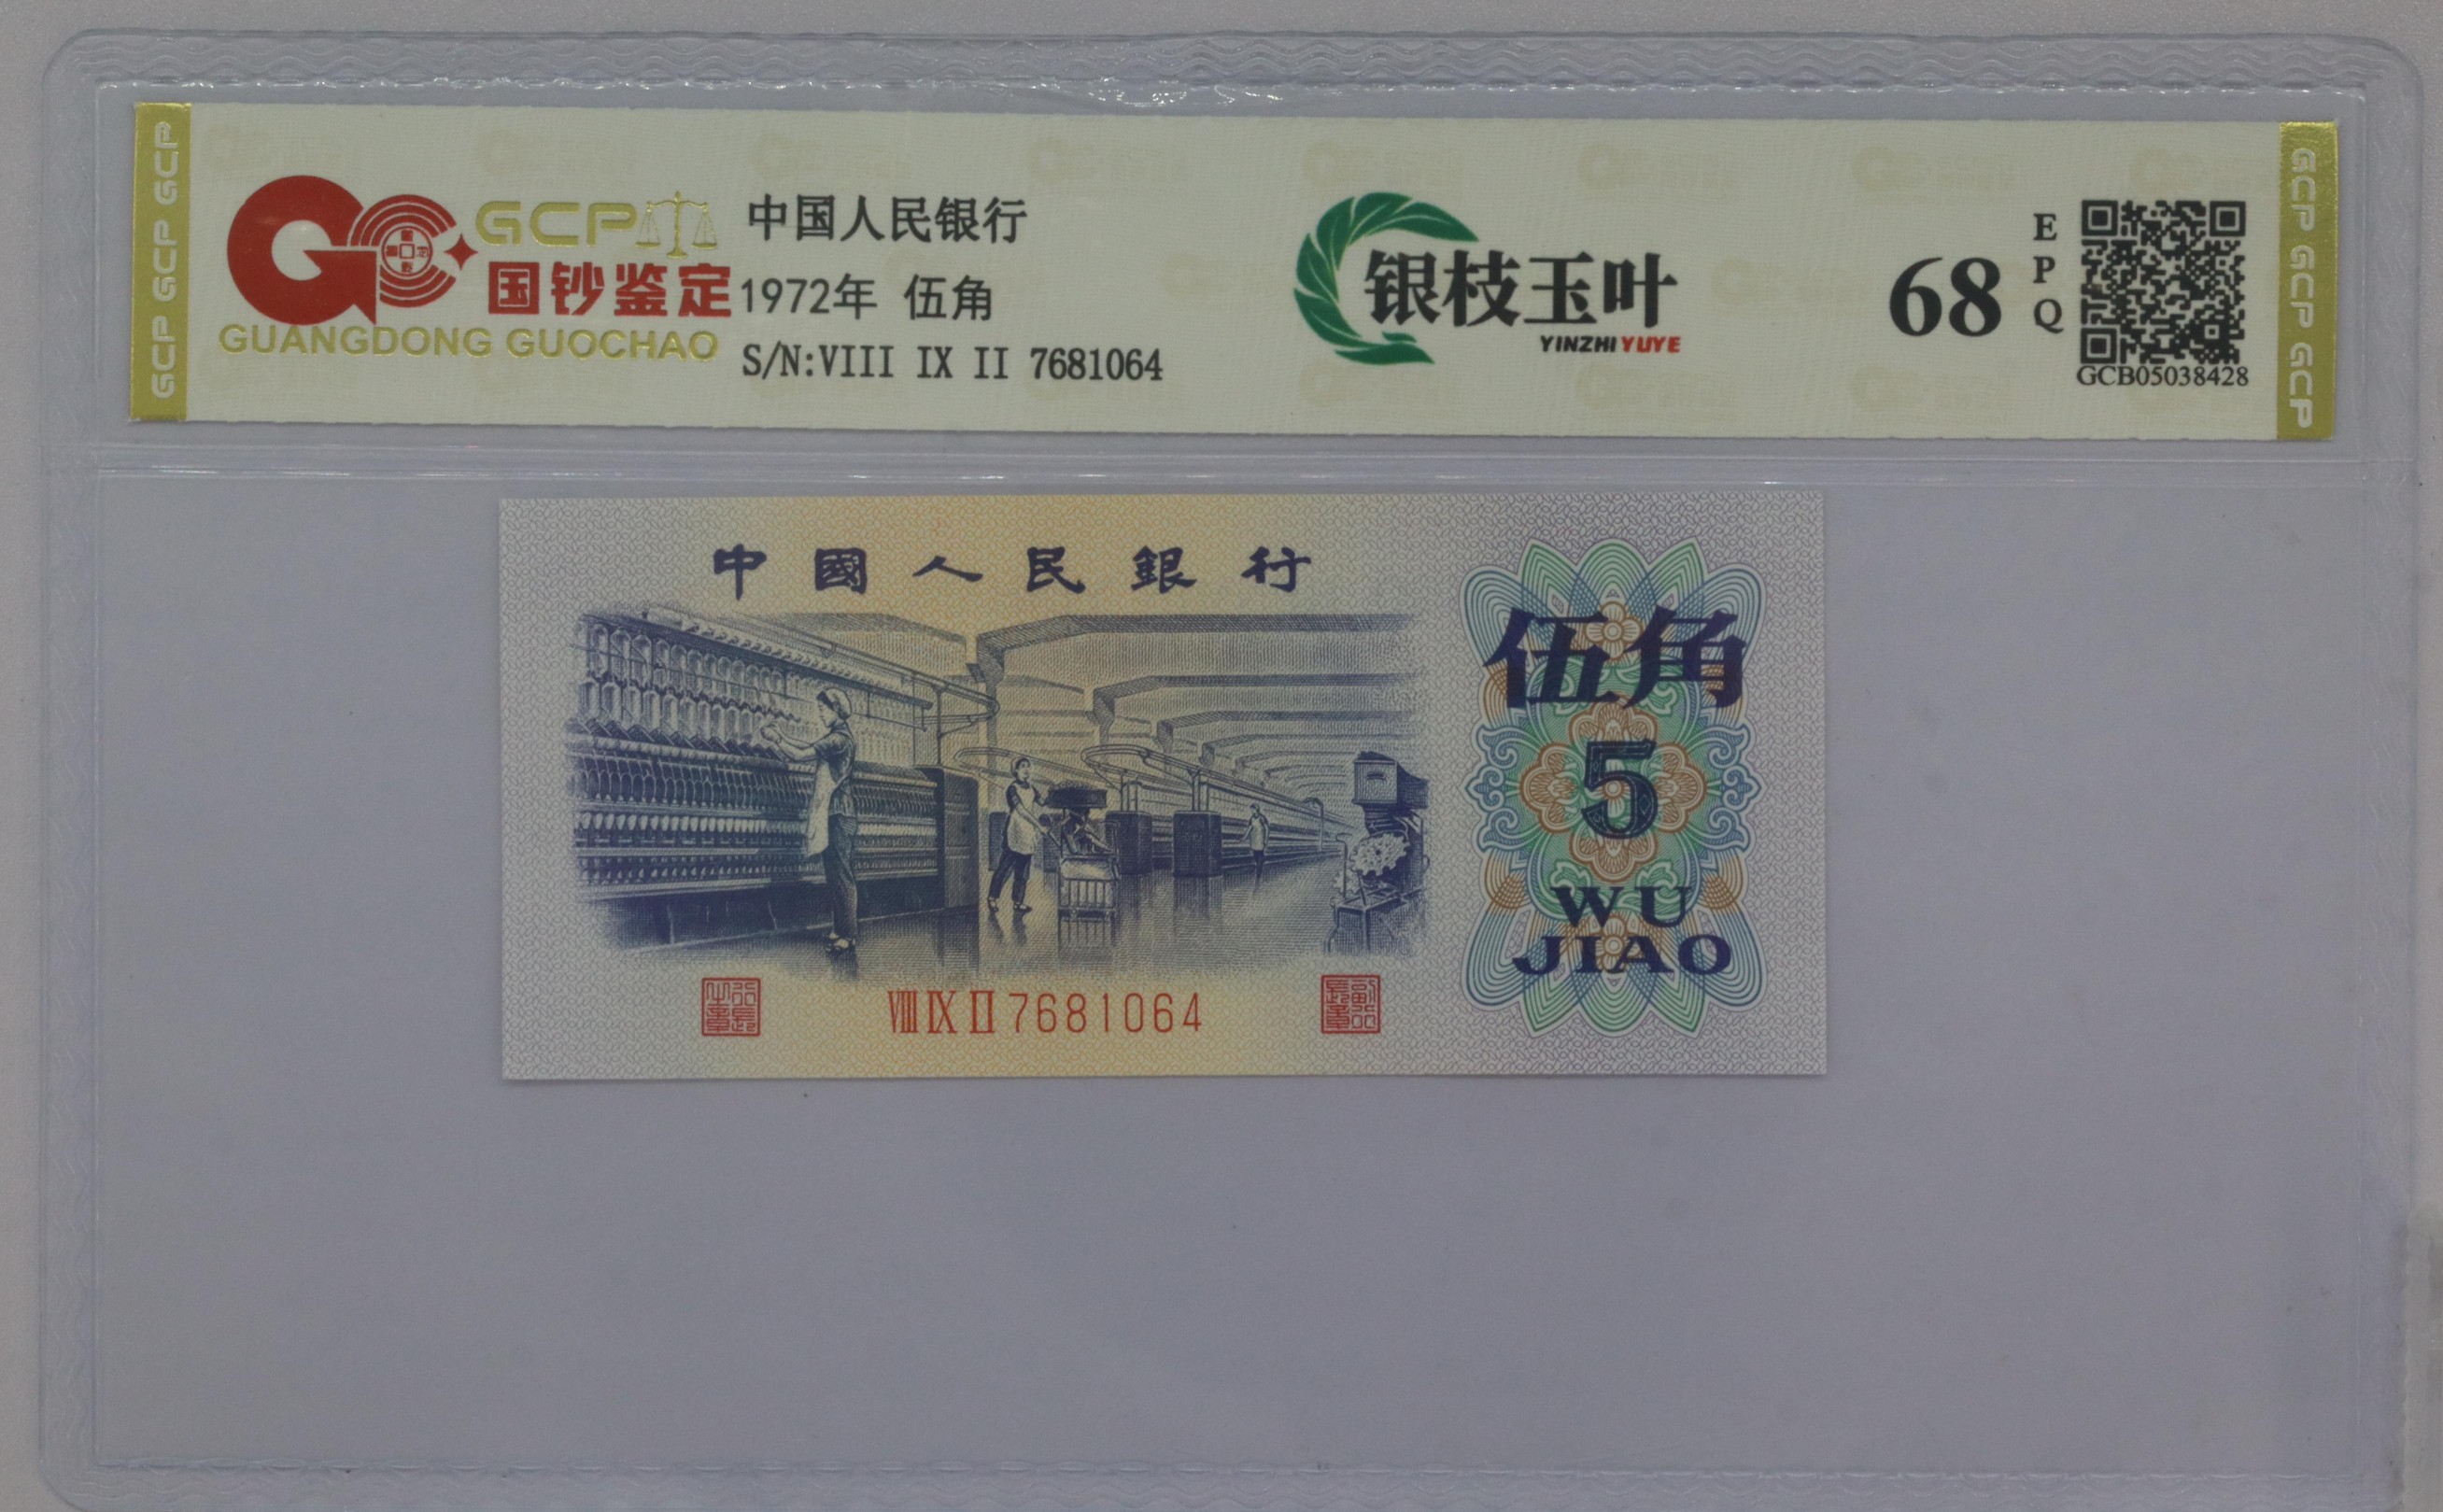 GCP GCP GCP
GCP
国钞鉴定
GUANGDONG GUOCHAO
中国人民银行
1972年 伍角
S/N:VIII IX II 7681064
银枝玉叶
YINZHI YUYE
68
EPQ
GCB05038428
GCP GCP GCP
中國人民銀行
伍角
5
WU
JIAO
VIII IX II 7681064